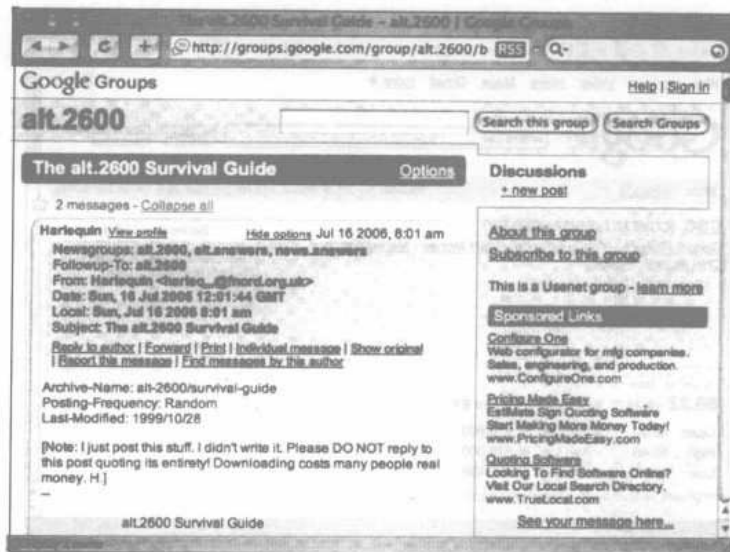 The alt.2600 Survival Guide - alt.2600 | Google Groups
http://groups.google.com/group/alt.2600/b RSS Q-
Google Groups
Help | Sign in
alt.2600
Search this group Search Groups
The alt.2600 Survival Guide Options
2 messages - Collapse all
Harlequin View profile Hide options Jul 16 2006, 8:01 am
Newsgroups: alt.2600, alt.answers, news.answers
Followup-To: alt.2600
From: Harlequin <harleq...@fnord.org.uk>
Date: Sun, 16 Jul 2006 12:01:44 GMT
Local: Sun, Jul 16 2006 8:01 am
Subject: The alt.2600 Survival Guide
Reply to author | Forward | Print | Individual message | Show original
| Report this message | Find messages by this author
Archive-Name: alt-2600/survival-guide
Posting-Frequency: Random
Last-Modified: 1999/10/28
[Note: I just post this stuff. I didn't write it. Please DO NOT reply to
this post quoting its entirety! Downloading costs many people real
money. H.]
--
alt.2600 Survival Guide
Discussions
+ new post
About this group
Subscribe to this group
This is a Usenet group - learn more
Sponsored Links
Configure One
Web configurator for mfg companies.
Sales, engineering, and production.
www.ConfigureOne.com
Pricing Made Easy
EstiMate Sign Quoting Software
Start Making More Money Today!
www.PricingMadeEasy.com
Quoting Software
Looking To Find Software Online?
Visit Our Local Search Directory.
www.TrueLocal.com
See your message here...